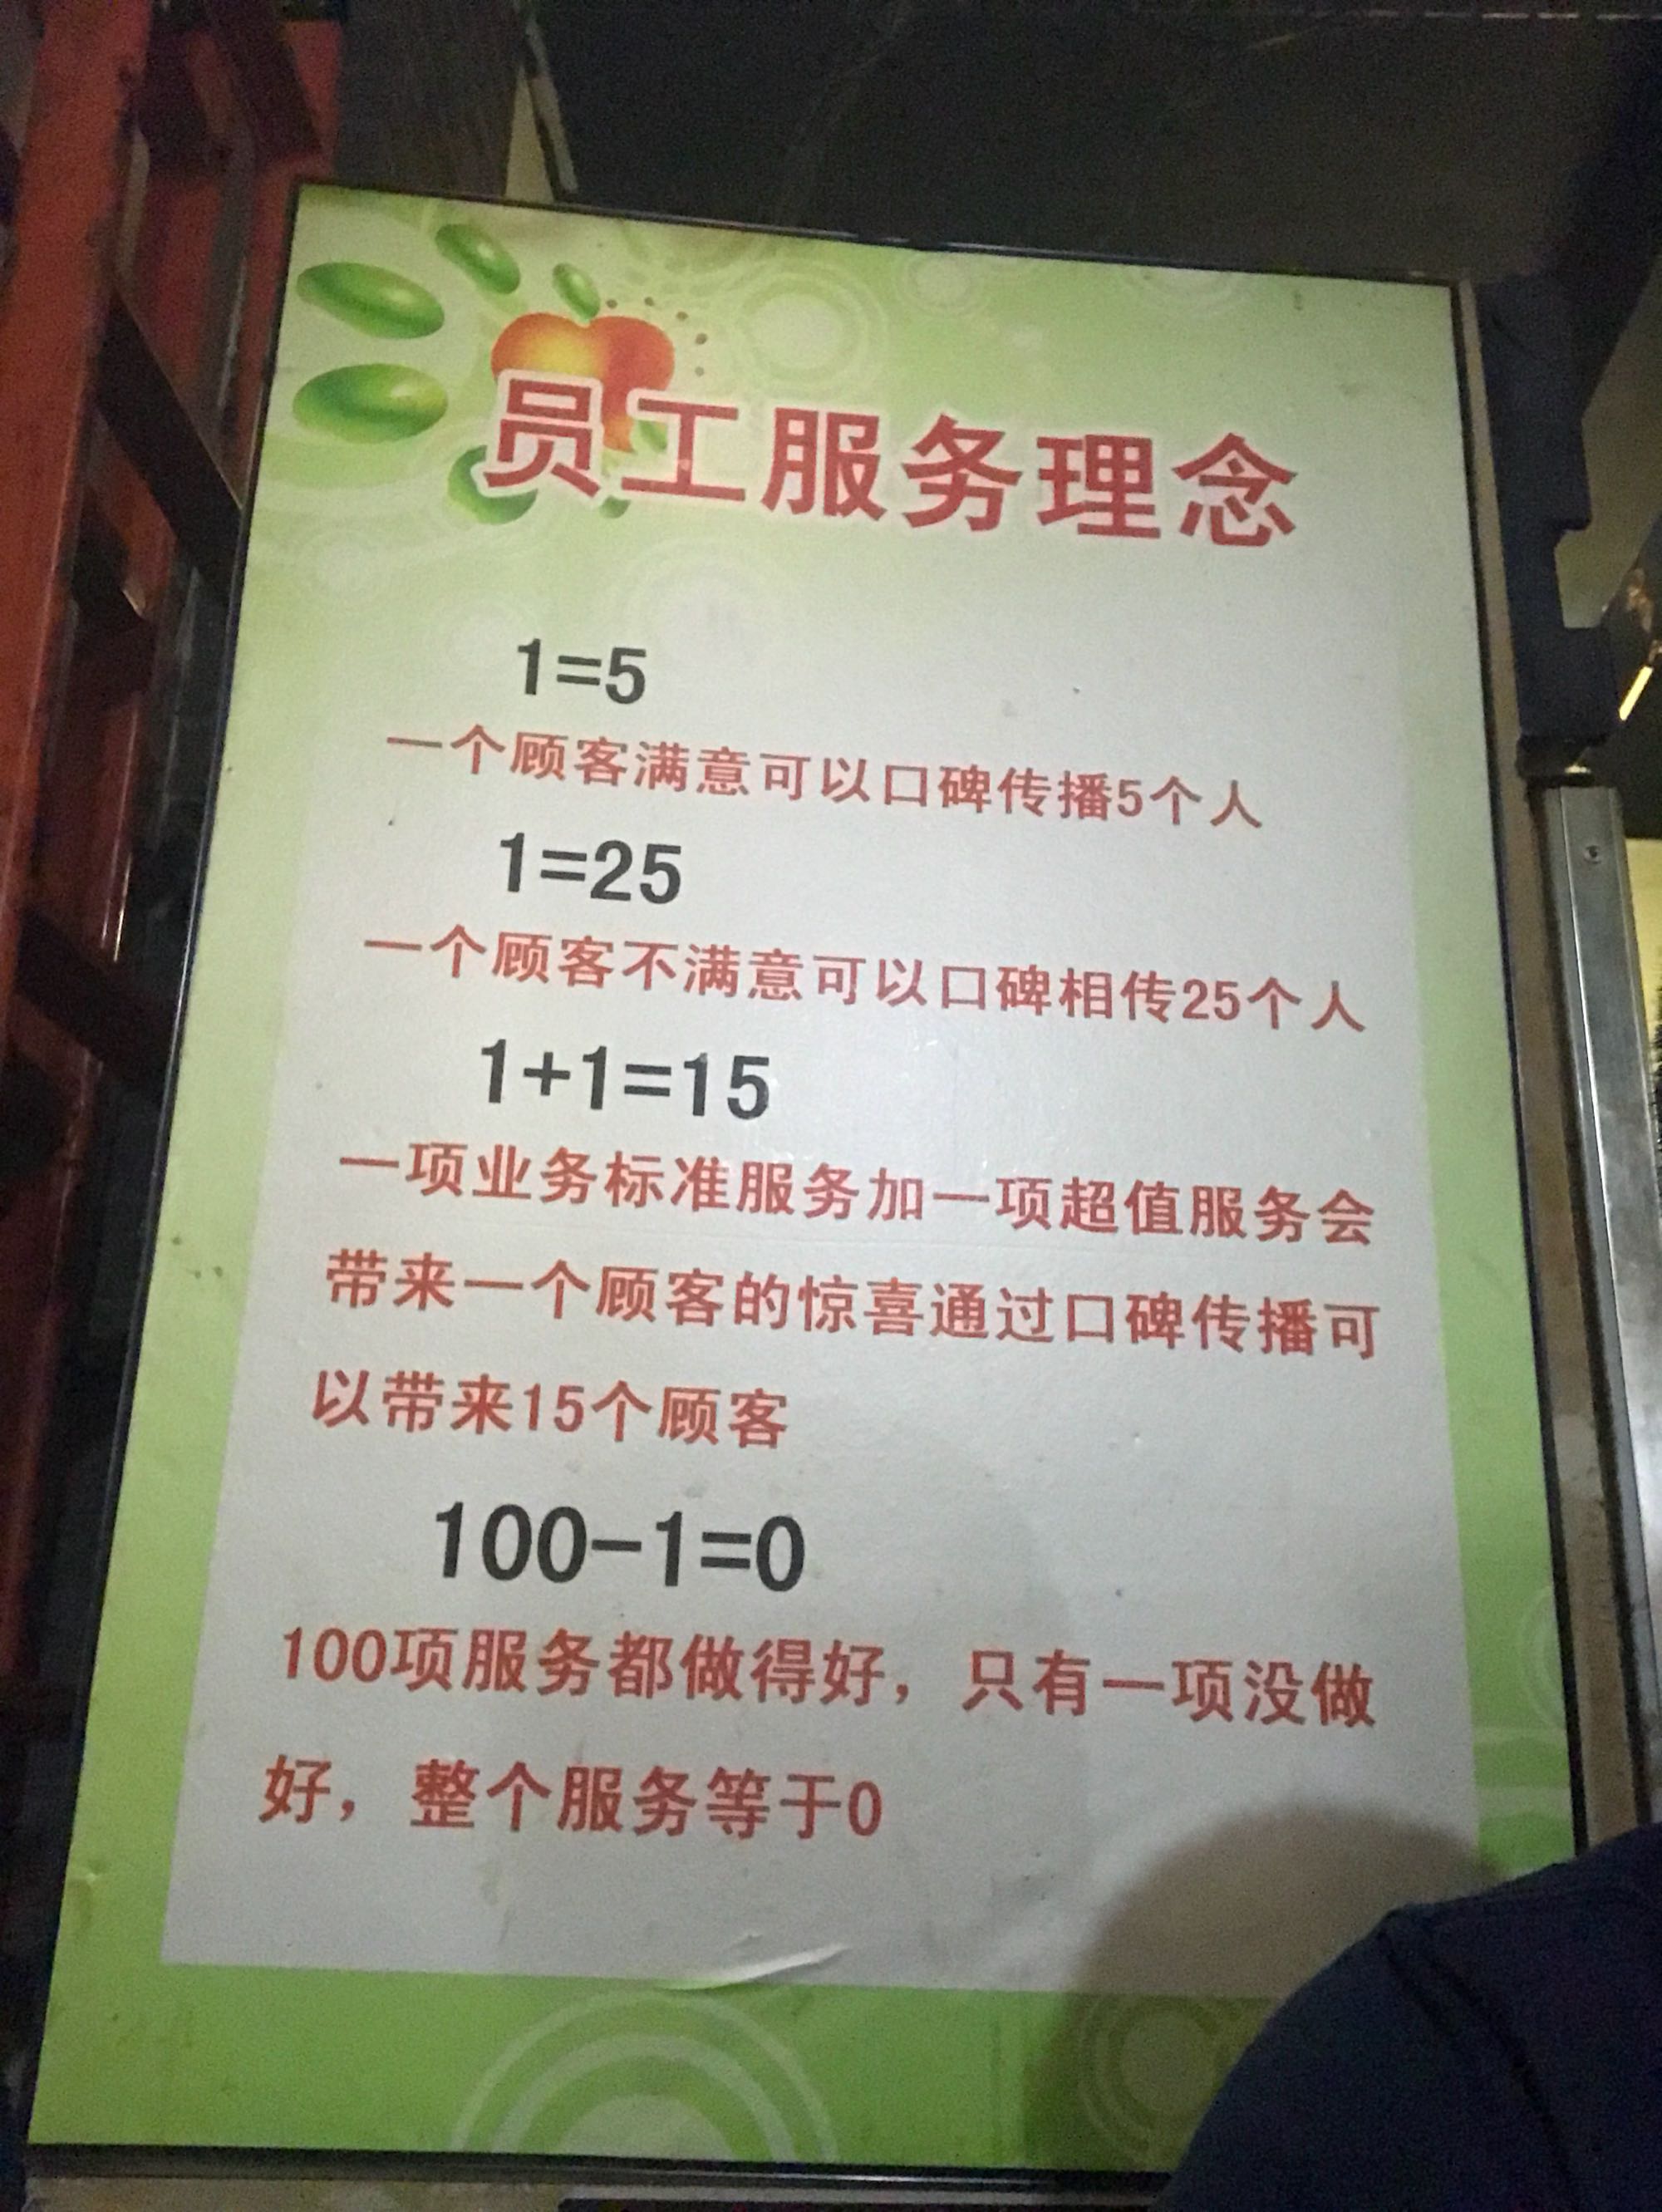 员工服务理念
1=5
一个顾客满意可以口碑传播5个人
1=25
一个顾客不满意可以口碑相传25个人
1+1=15
一项业务标准服务加一项超值服务会
带来一个顾客的惊喜通过口碑传播可
以带来15个顾客
100-1=0
100项服务都做得好，只有一项没做
好，整个服务等于0